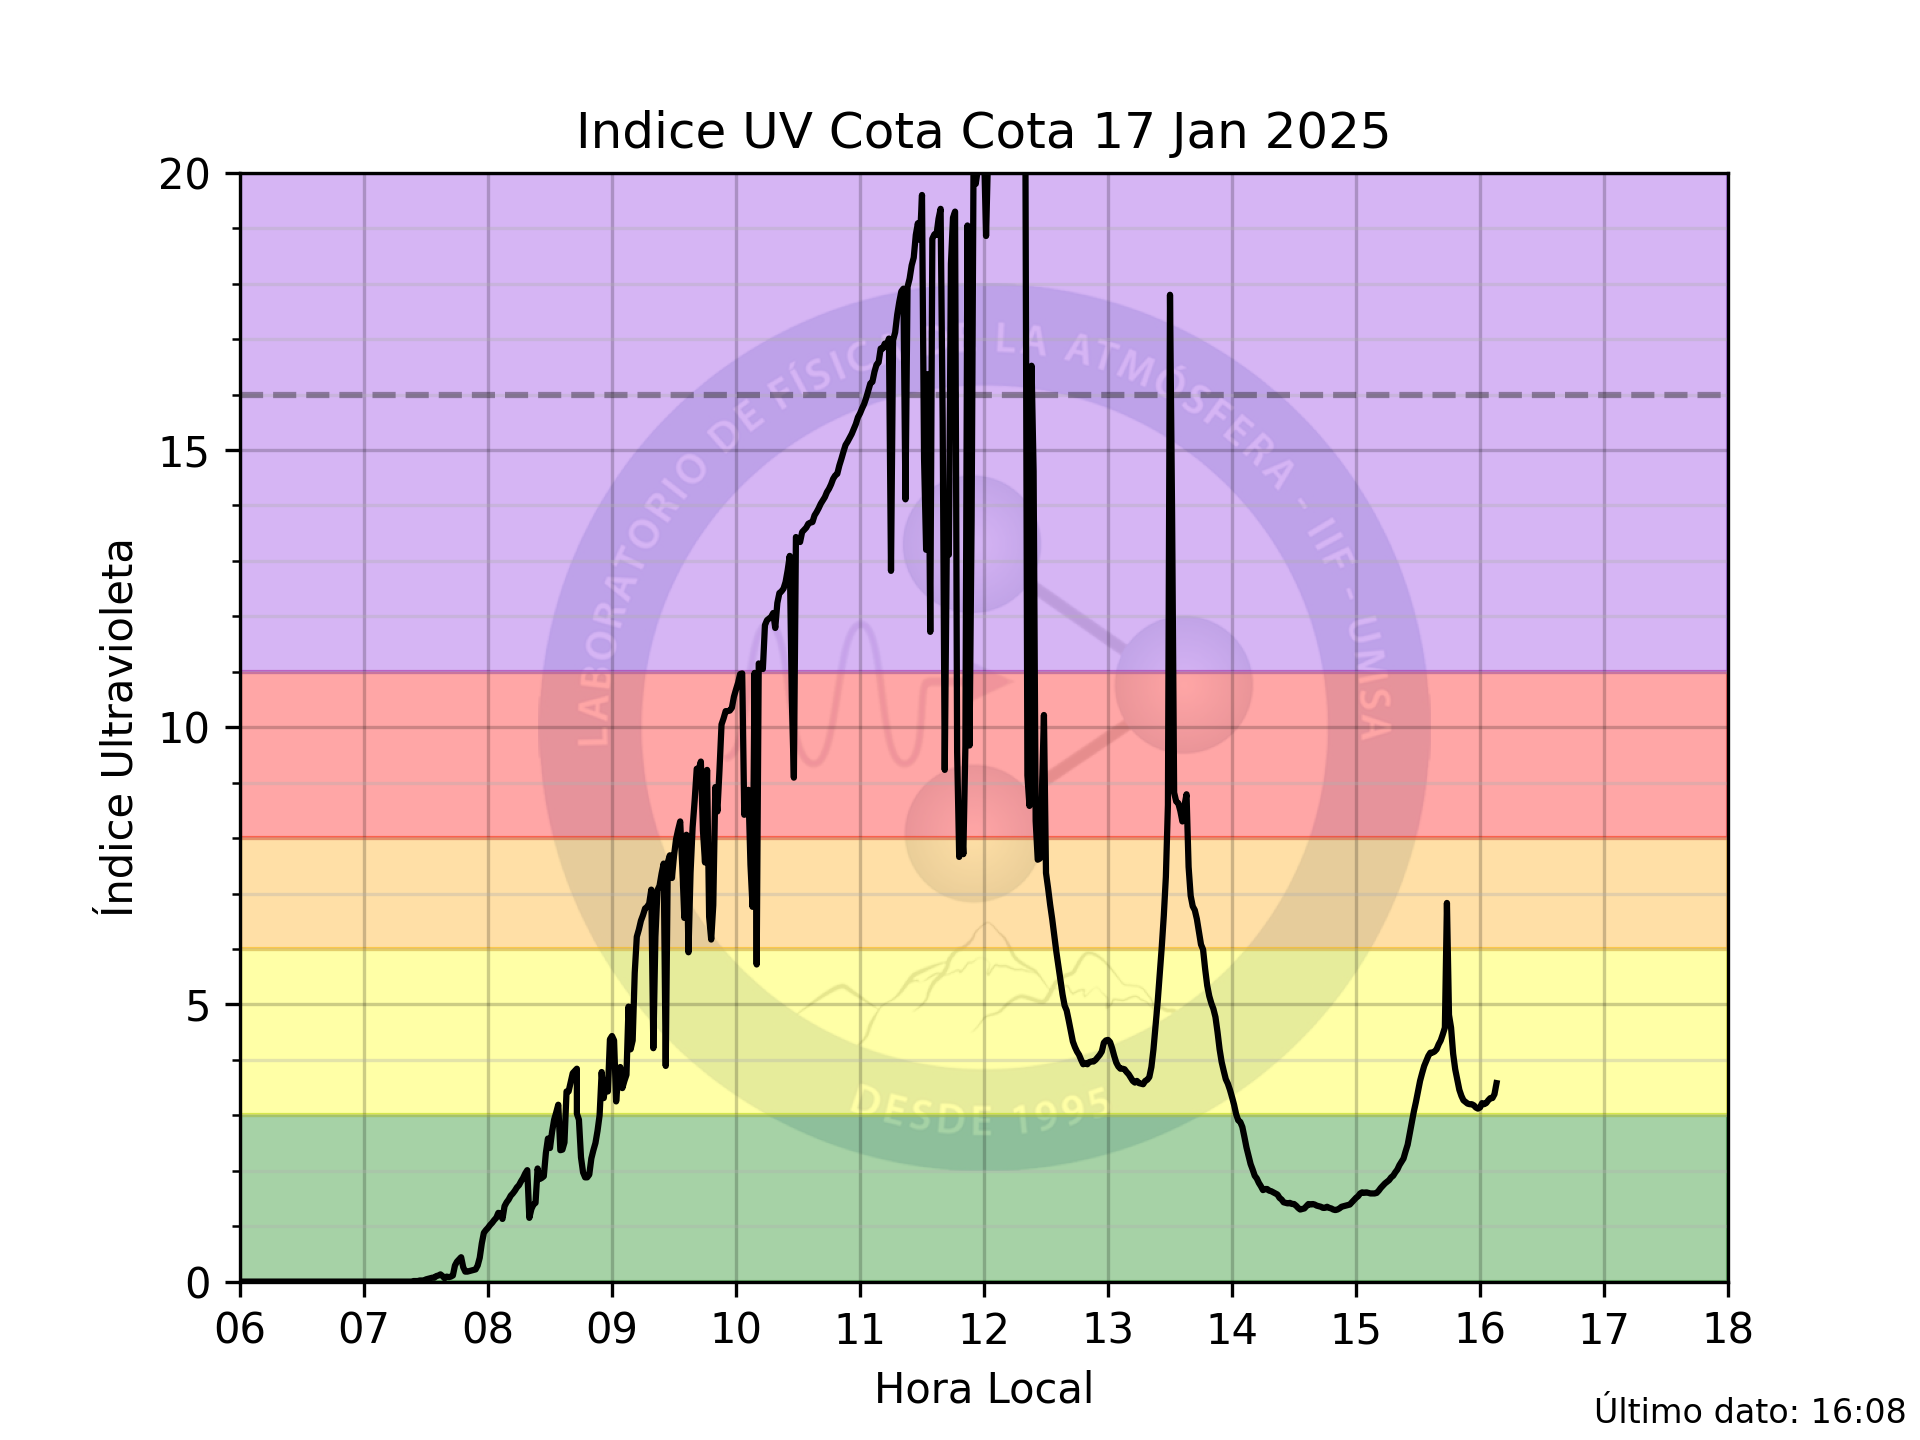 Indice UV Cota Cota 17 Jan 2025
20
15
10
5
0
Índice Ultravioleta
LABORATORIO DE FÍSICA DE LA ATMÓSFERA - IIF - UMSA
DESDE 1995
06 07 08 09 10 11 12 13 14 15 16 17 18
Hora Local
Último dato: 16:08